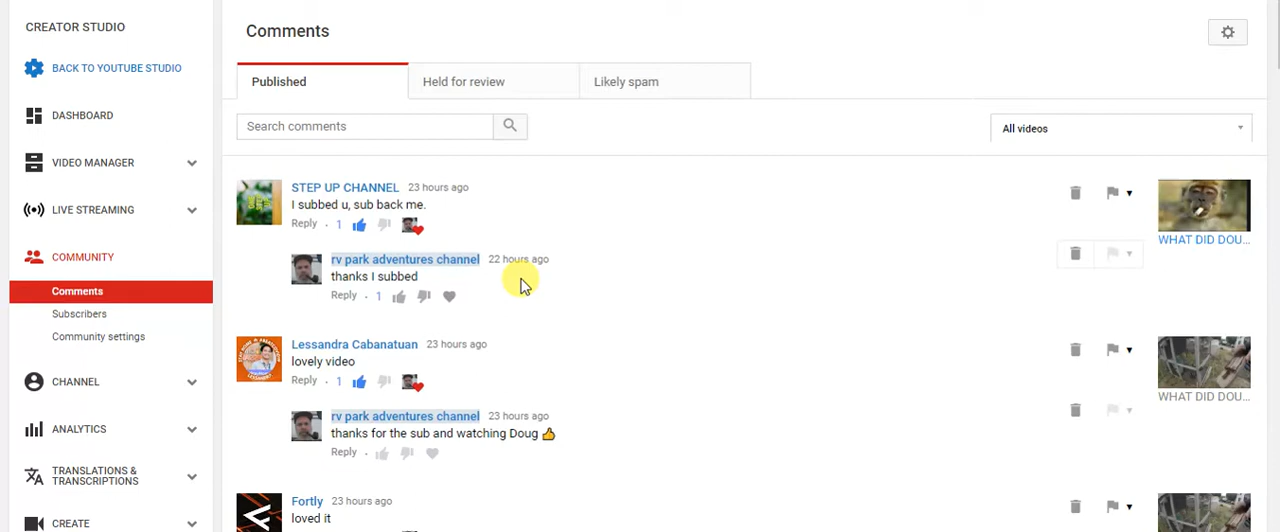 CREATOR STUDIO
BACK TO YOUTUBE STUDIO
DASHBOARD
VIDEO MANAGER
LIVE STREAMING
COMMUNITY
Comments
Subscribers
Community settings
CHANNEL
ANALYTICS
TRANSLATIONS &
TRANSCRIPTIONS
CREATE
Comments
Published Held for review Likely spam
Search comments All videos
STEP UP CHANNEL 23 hours ago
I subbed u, sub back me.
Reply · 1
WHAT DID DOU...
rv park adventures channel 22 hours ago
thanks I subbed
Reply · 1
Lessandra Cabanatuan 23 hours ago
lovely video
Reply · 1
WHAT DID DOU...
rv park adventures channel 23 hours ago
thanks for the sub and watching Doug 👍
Reply ·
Fortly 23 hours ago
loved it